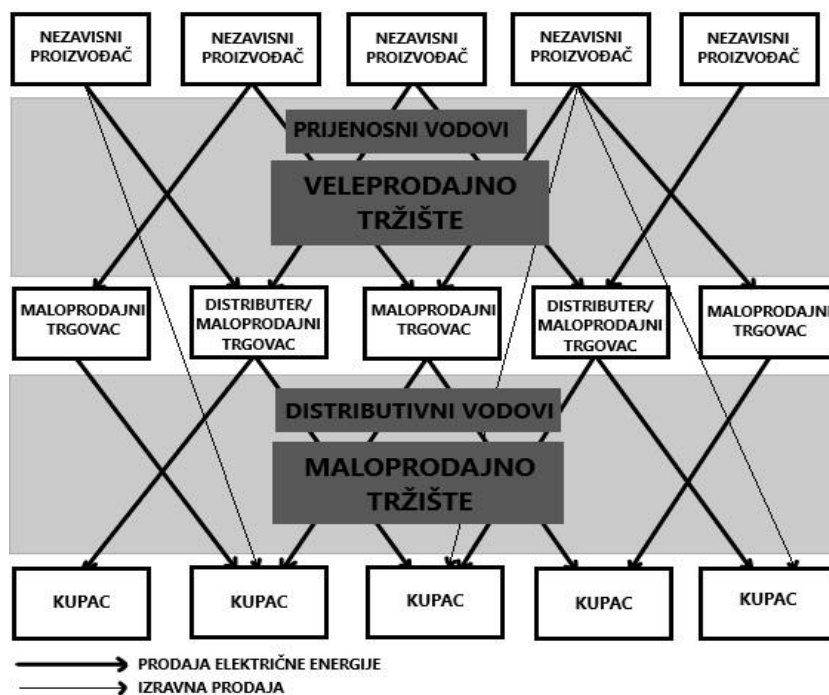 NEZAVISNI
PROIZVOĐAČ
NEZAVISNI
PROIZVOĐAČ
NEZAVISNI
PROIZVOĐAČ
NEZAVISNI
PROIZVOĐAČ
NEZAVISNI
PROIZVOĐAČ
PRIJENOSNI VODOVI
VELEPRODAJNO
TRŽIŠTE
MALOPRODAJNI
TRGOVAC
DISTRIBUTER/
MALOPRODAJNI
TRGOVAC
MALOPRODAJNI
TRGOVAC
DISTRIBUTER/
MALOPRODAJNI
TRGOVAC
MALOPRODAJNI
TRGOVAC
DISTRIBUTIVNI VODOVI
MALOPRODAJNO
TRŽIŠTE
KUPAC
KUPAC
KUPAC
KUPAC
KUPAC
PRODAJA ELEKTRIČNE ENERGIJE
IZRAVNA PRODAJA